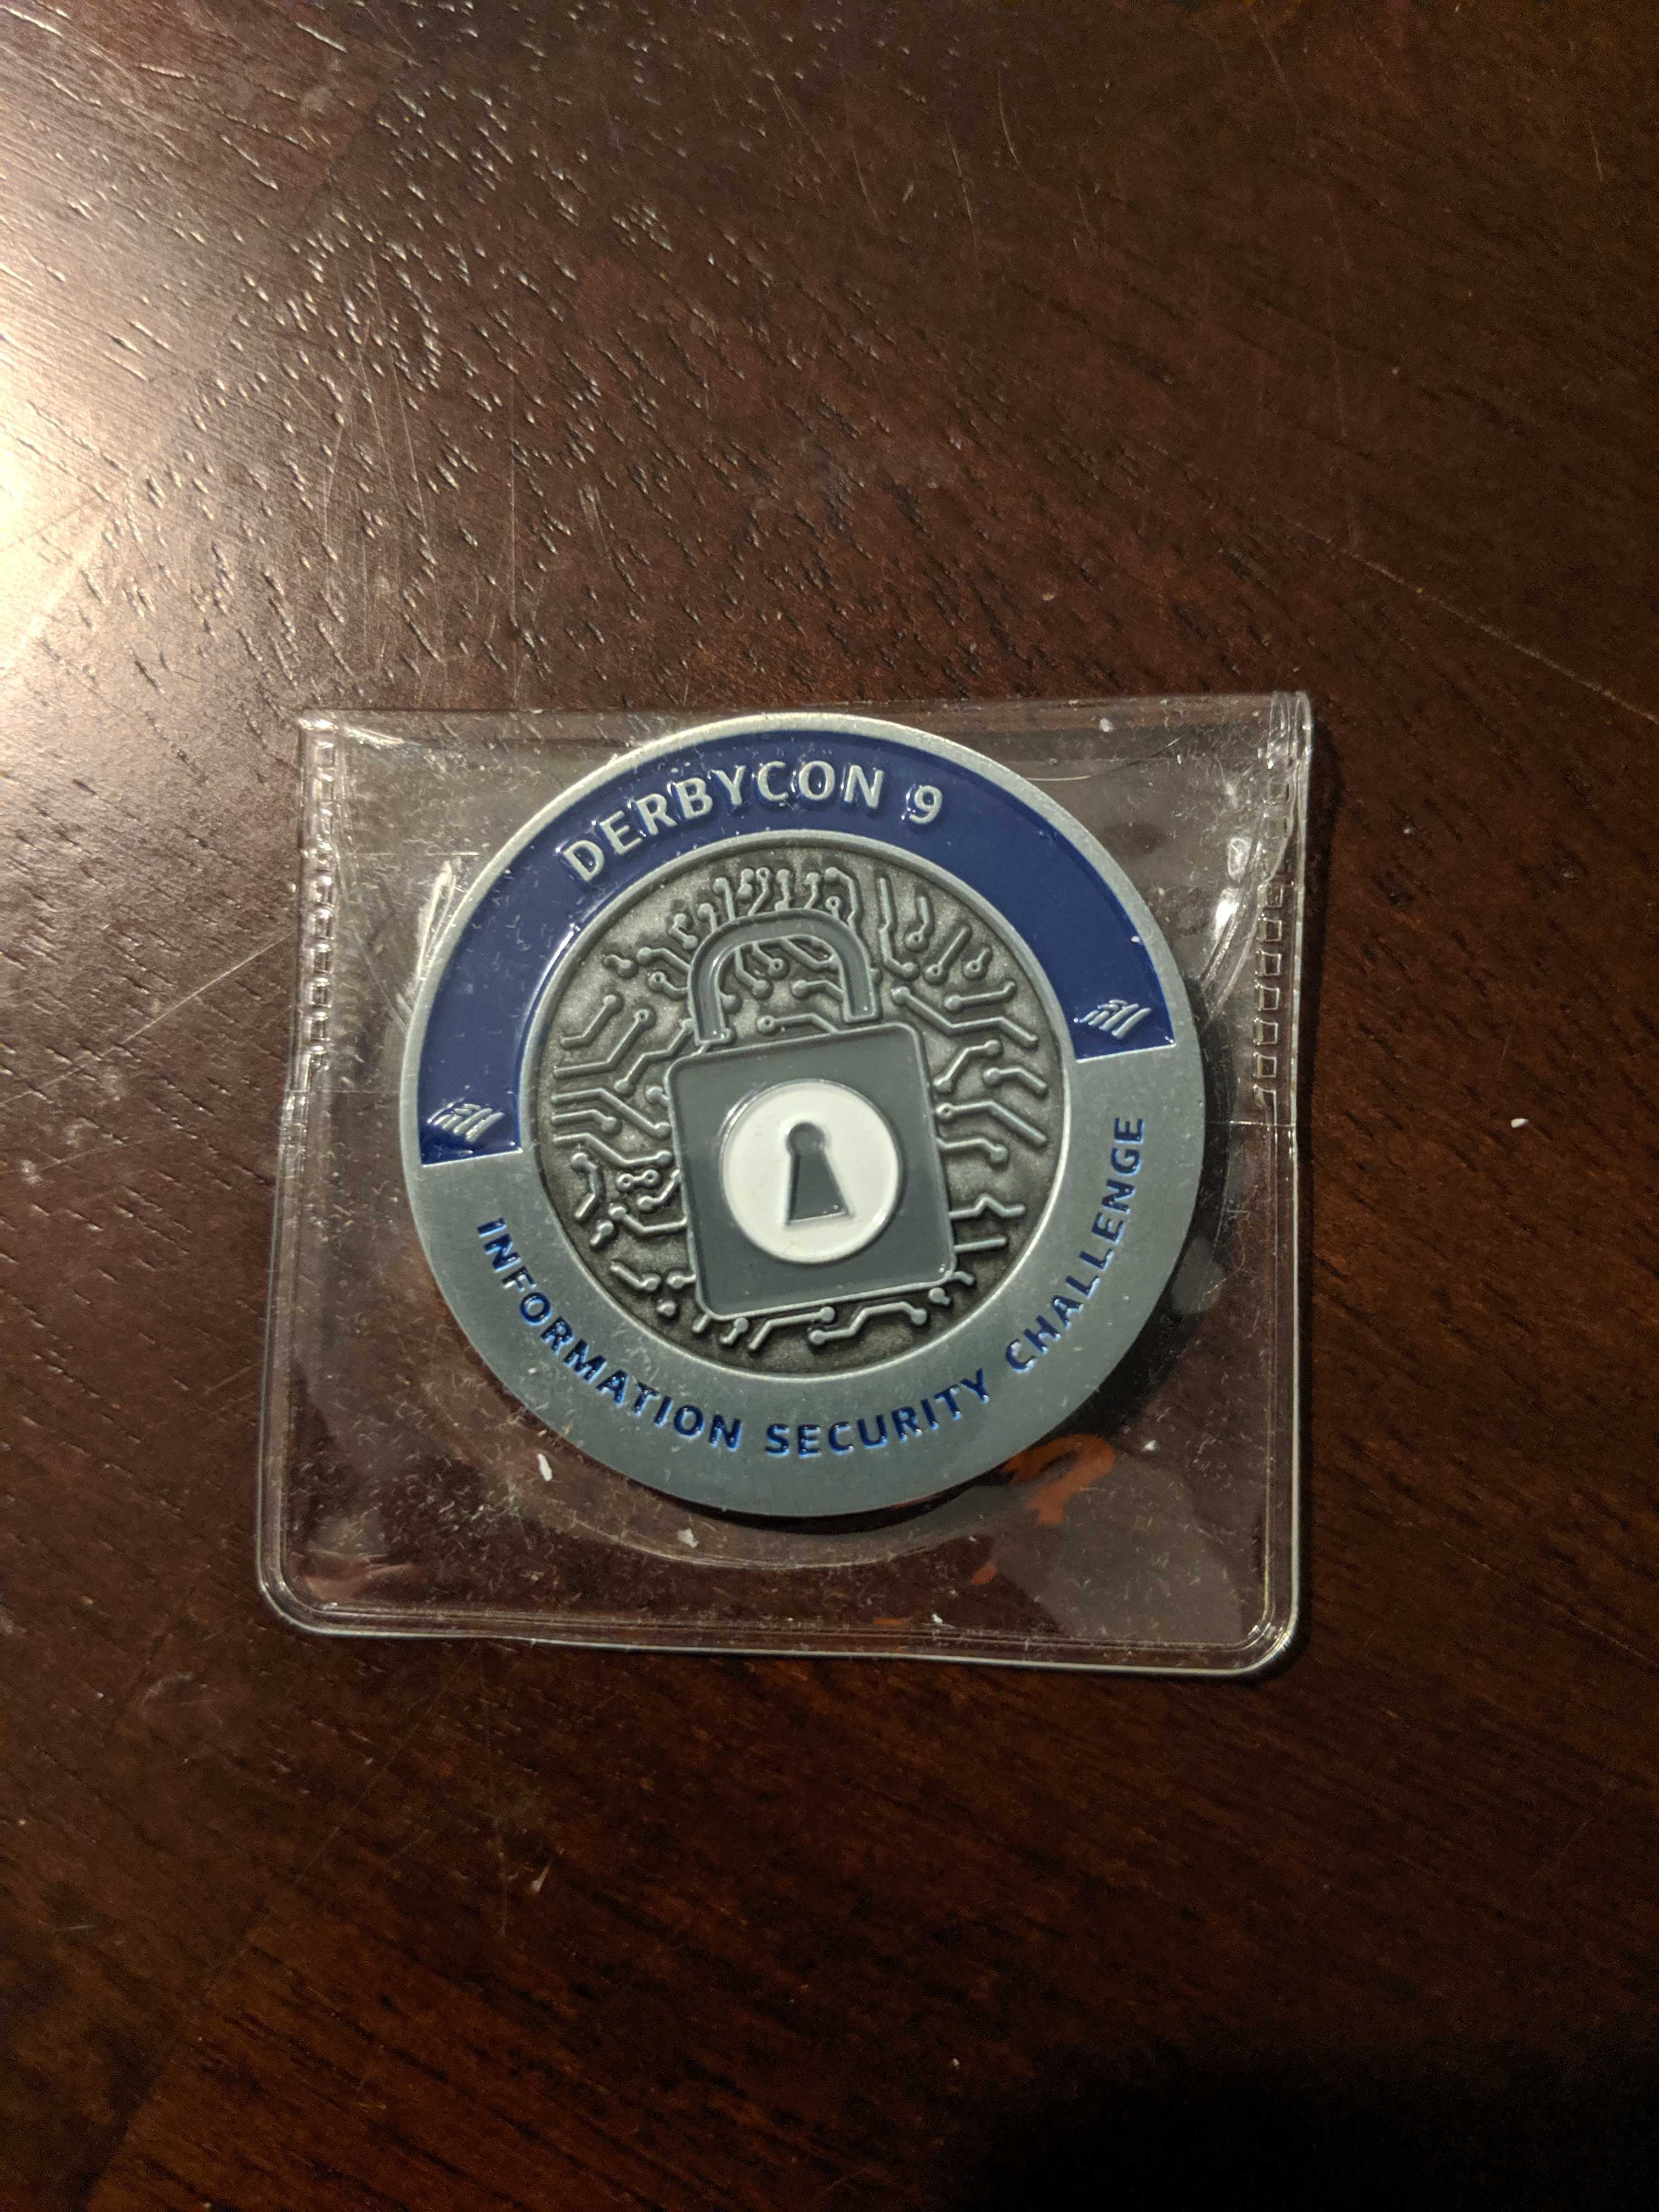 DERBYCON 9
INFORMATION SECURITY CHALLENGE